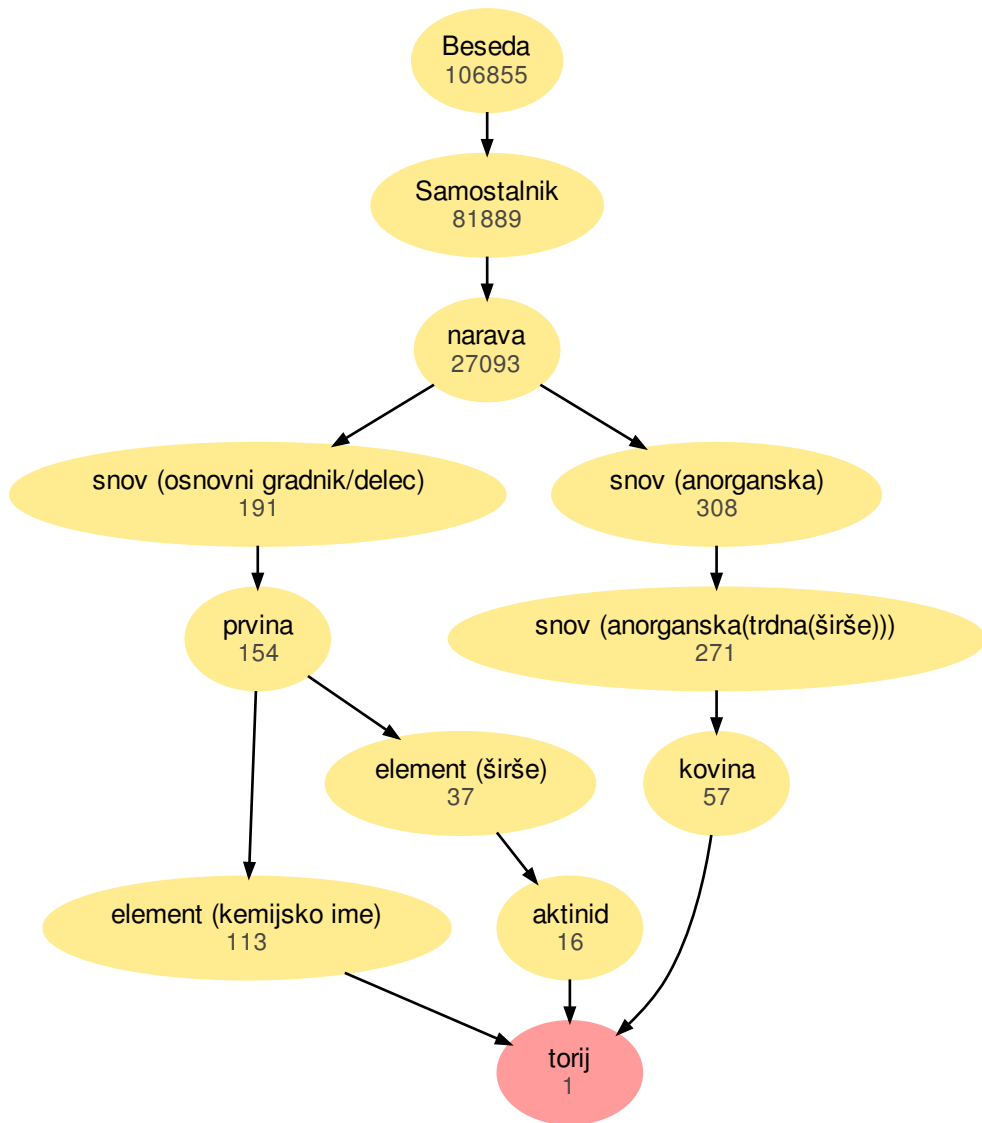 Beseda
106855
Samostalnik
81889
narava
27093
snov (osnovni gradnik/delec)
191
snov (anorganska)
308
prvina
154
snov (anorganska(trdna(širše)))
271
element (širše)
37
kovina
57
element (kemijsko ime)
113
aktinid
16
torij
1